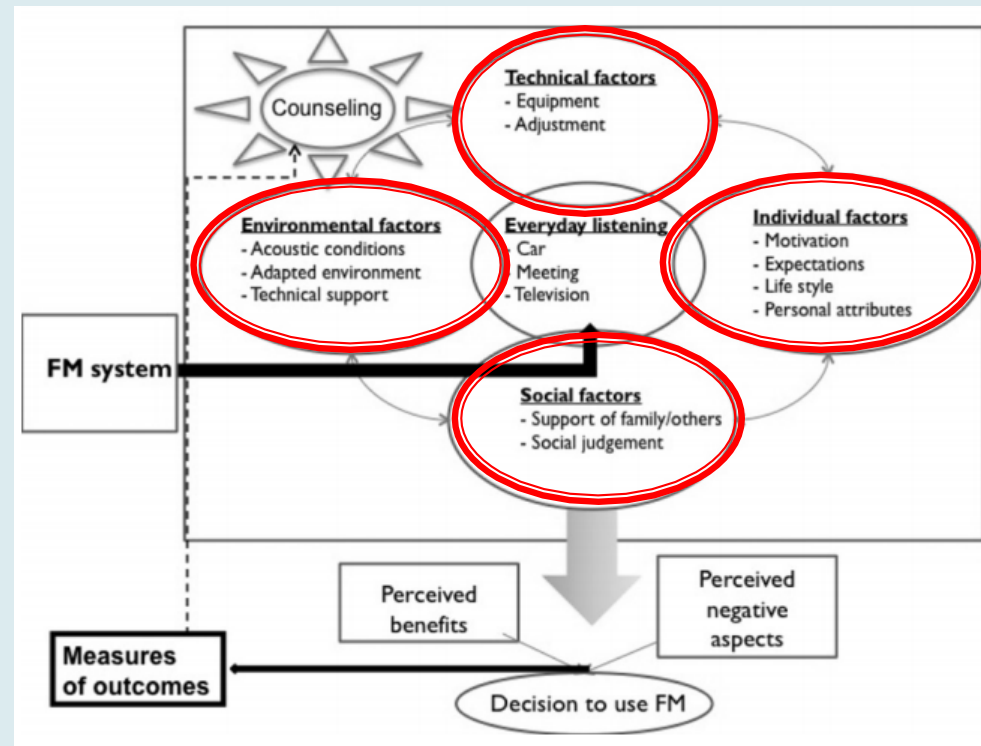 Counseling
Technical factors
- Equipment
- Adjustment
Environmental factors
- Acoustic conditions
- Adapted environment
- Technical support
Everyday listening
- Car
- Meeting
- Television
Individual factors
- Motivation
- Expectations
- Life style
- Personal attributes
FM system
Social factors
- Support of family/others
- Social judgement
Perceived
benefits
Perceived
negative
aspects
Measures
of outcomes
Decision to use FM